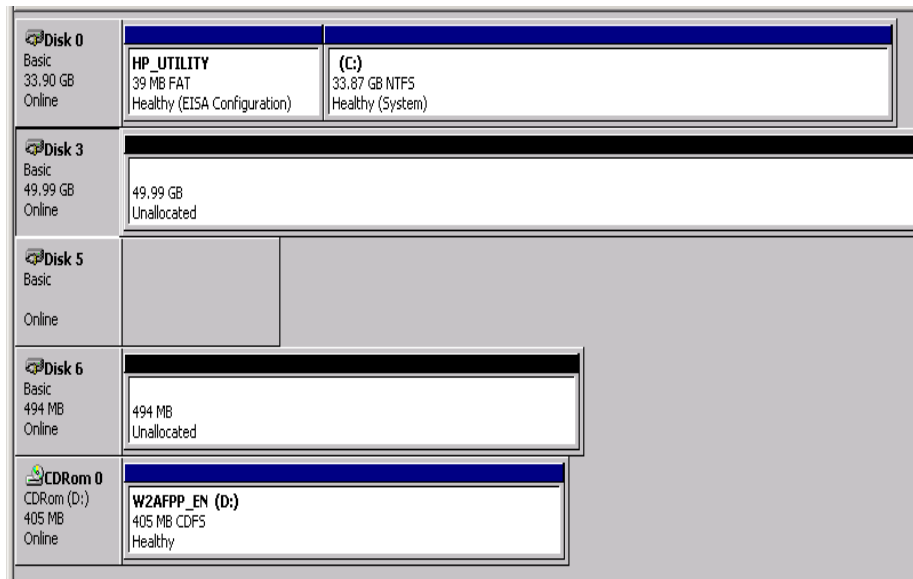 Disk 0
Basic
33.90 GB
Online
HP_UTILITY
39 MB FAT
Healthy (EISA Configuration)
(C:)
33.87 GB NTFS
Healthy (System)
Disk 3
Basic
49.99 GB
Online
49.99 GB
Unallocated
Disk 5
Basic
Online
Disk 6
Basic
494 MB
Online
494 MB
Unallocated
CDRom 0
CDRom (D:)
405 MB
Online
W2AFPP_EN (D:)
405 MB CDFS
Healthy